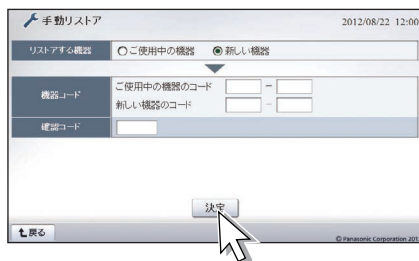 手動リストア
2012/08/22 12:00
リストアする機器 ご使用中の機器 新しい機器
機器コード
ご使用中の機器のコード −
新しい機器のコード −
確認コード
決定
戻る
© Panasonic Corporation 201